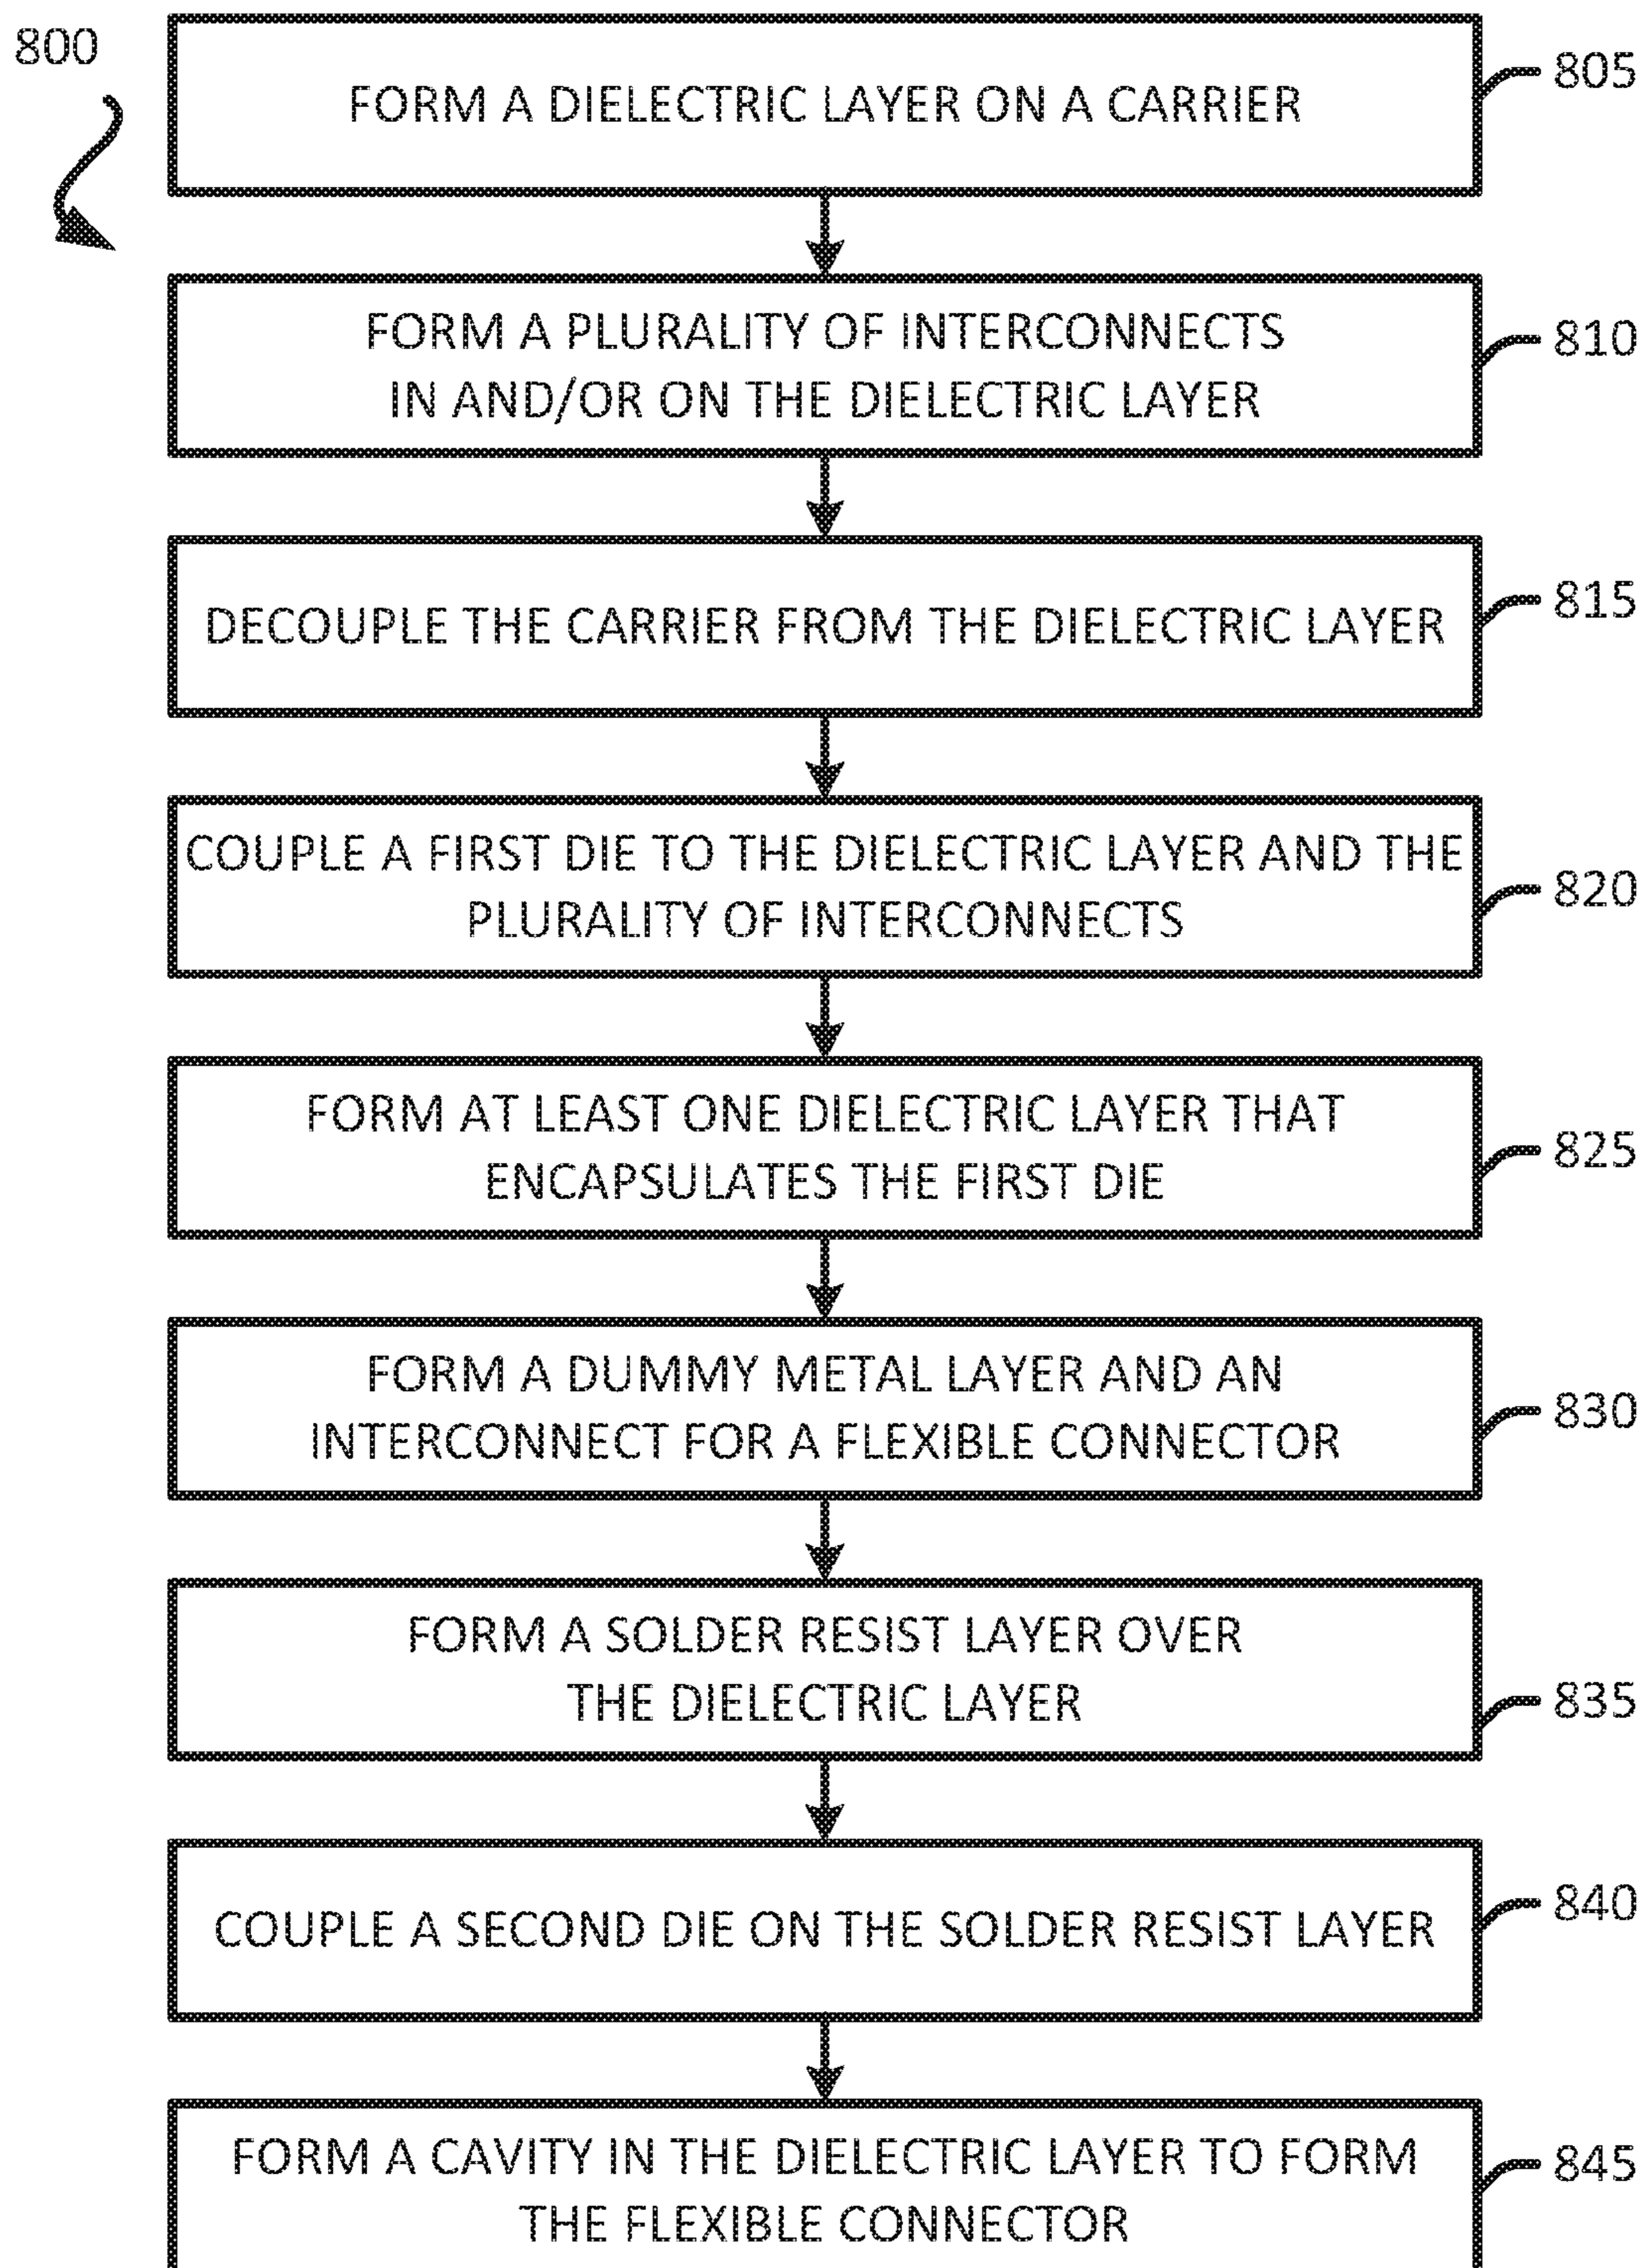 800
FORM A DIELECTRIC LAYER ON A CARRIER
805
FORM A PLURALITY OF INTERCONNECTS
IN AND/OR ON THE DIELECTRIC LAYER
810
DECOUPLE THE CARRIER FROM THE DIELECTRIC LAYER
815
COUPLE A FIRST DIE TO THE DIELECTRIC LAYER AND THE
PLURALITY OF INTERCONNECTS
820
FORM AT LEAST ONE DIELECTRIC LAYER THAT
ENCAPSULATES THE FIRST DIE
825
FORM A DUMMY METAL LAYER AND AN
INTERCONNECT FOR A FLEXIBLE CONNECTOR
830
FORM A SOLDER RESIST LAYER OVER
THE DIELECTRIC LAYER
835
COUPLE A SECOND DIE ON THE SOLDER RESIST LAYER
840
FORM A CAVITY IN THE DIELECTRIC LAYER TO FORM
THE FLEXIBLE CONNECTOR
845